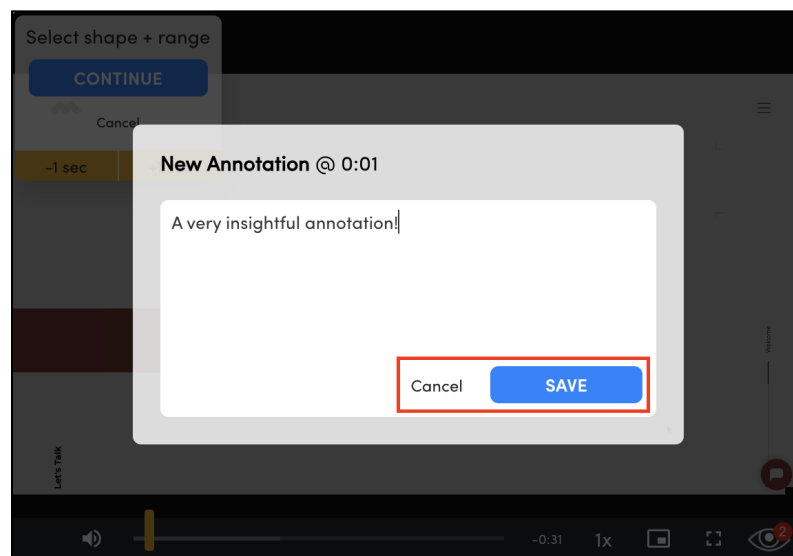 Select shape + range
CONTINUE
Cancel
-1 sec
New Annotation @ 0:01
A very insightful annotation!
Cancel
SAVE
Welcome
Let's Talk
-0:31
1x
2